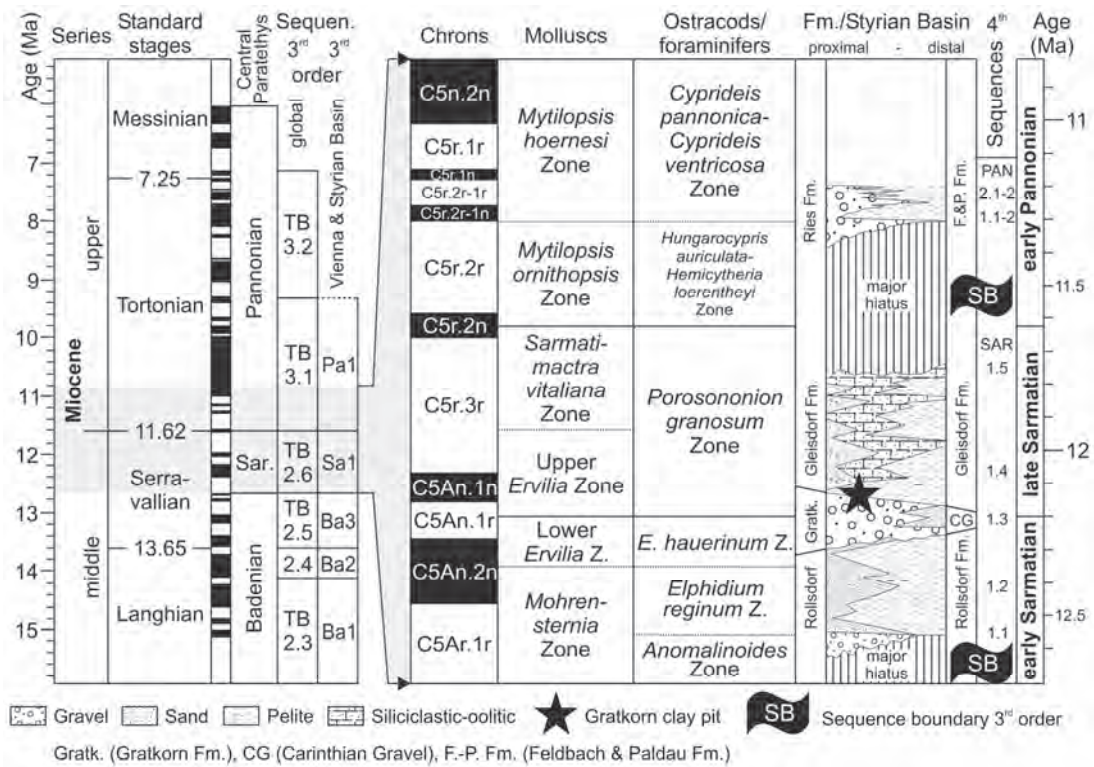 Age (Ma)
Series
Standard
stages
Central
Paratethys
Sequen.
3rd 3rd
order
global
Vienna & Styrian Basin
Chrons
Molluscs
Ostracods/
foraminifers
Fm./Styrian Basin
proximal - distal
4th
Sequences
Age
(Ma)
7
8
9
10
11
12
13
14
15
Miocene
upper
middle
Messinian
7.25
Tortonian
11.62
Serra-
vallian
13.65
Langhian
Pannonian
Sar.
Badenian
TB
3.2
TB
3.1
TB
2.6
TB
2.5
2.4
TB
2.3
Pa1
Sa1
Ba3
Ba2
Ba1
C5n.2n
C5r.1r
C5r.1n
C5r.2r-1r
C5r.2r-1n
C5r.2r
C5r.2n
C5r.3r
C5An.1n
C5An.1r
C5An.2n
C5Ar.1r
Mytilopsis
hoernesi
Zone
Mytilopsis
ornithopsis
Zone
Sarmati-
mactra
vitaliana
Zone
Upper
Ervilia Zone
Lower
Ervilia Z.
Mohren-
sternia
Zone
Cyprideis
pannonica-
Cyprideis
ventricosa
Zone
Hungarocypris
auriculata-
Hemicytheria
loerentheyi
Zone
Porosononion
granosum
Zone
E. hauerinum Z.
Elphidium
reginum Z.
Anomalinoides
Zone
Ries Fm.
Gleisdorf Fm.
Gratk.
Rollsdorf Fm.
major
hiatus
major
hiatus
F.&P. Fm.
Gleisdorf Fm.
CG
Rollsdorf Fm.
PAN
2.1-2
1.1-2
SB
SAR
1.5
1.4
1.3
1.2
1.1
SB
early Pannonian
late Sarmatian
early Sarmatian
11
11.5
12
12.5
Gravel Sand Pelite Siliciclastic-oolitic Gratkorn clay pit SB Sequence boundary 3rd order
Gratk. (Gratkorn Fm.), CG (Carinthian Gravel), F.-P. Fm. (Feldbach & Paldau Fm.)